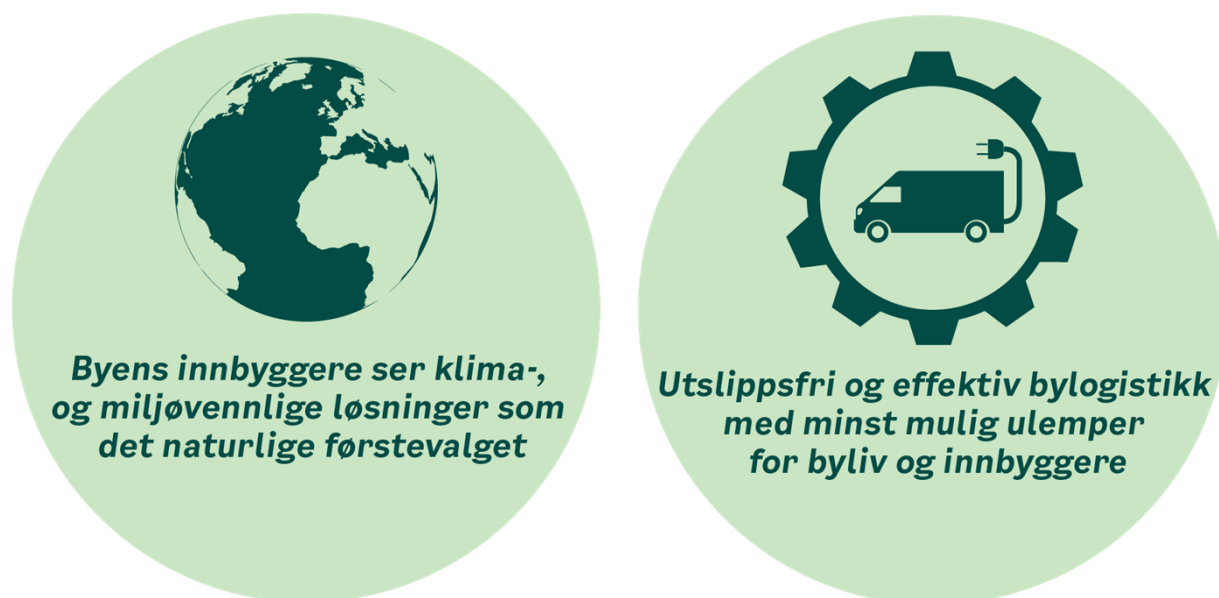 Byens innbyggere ser klima-,
og miljøvennlige løsninger som
det naturlige førstevalget
Utslippsfri og effektiv bylogistikk
med minst mulig ulemper
for byliv og innbyggere